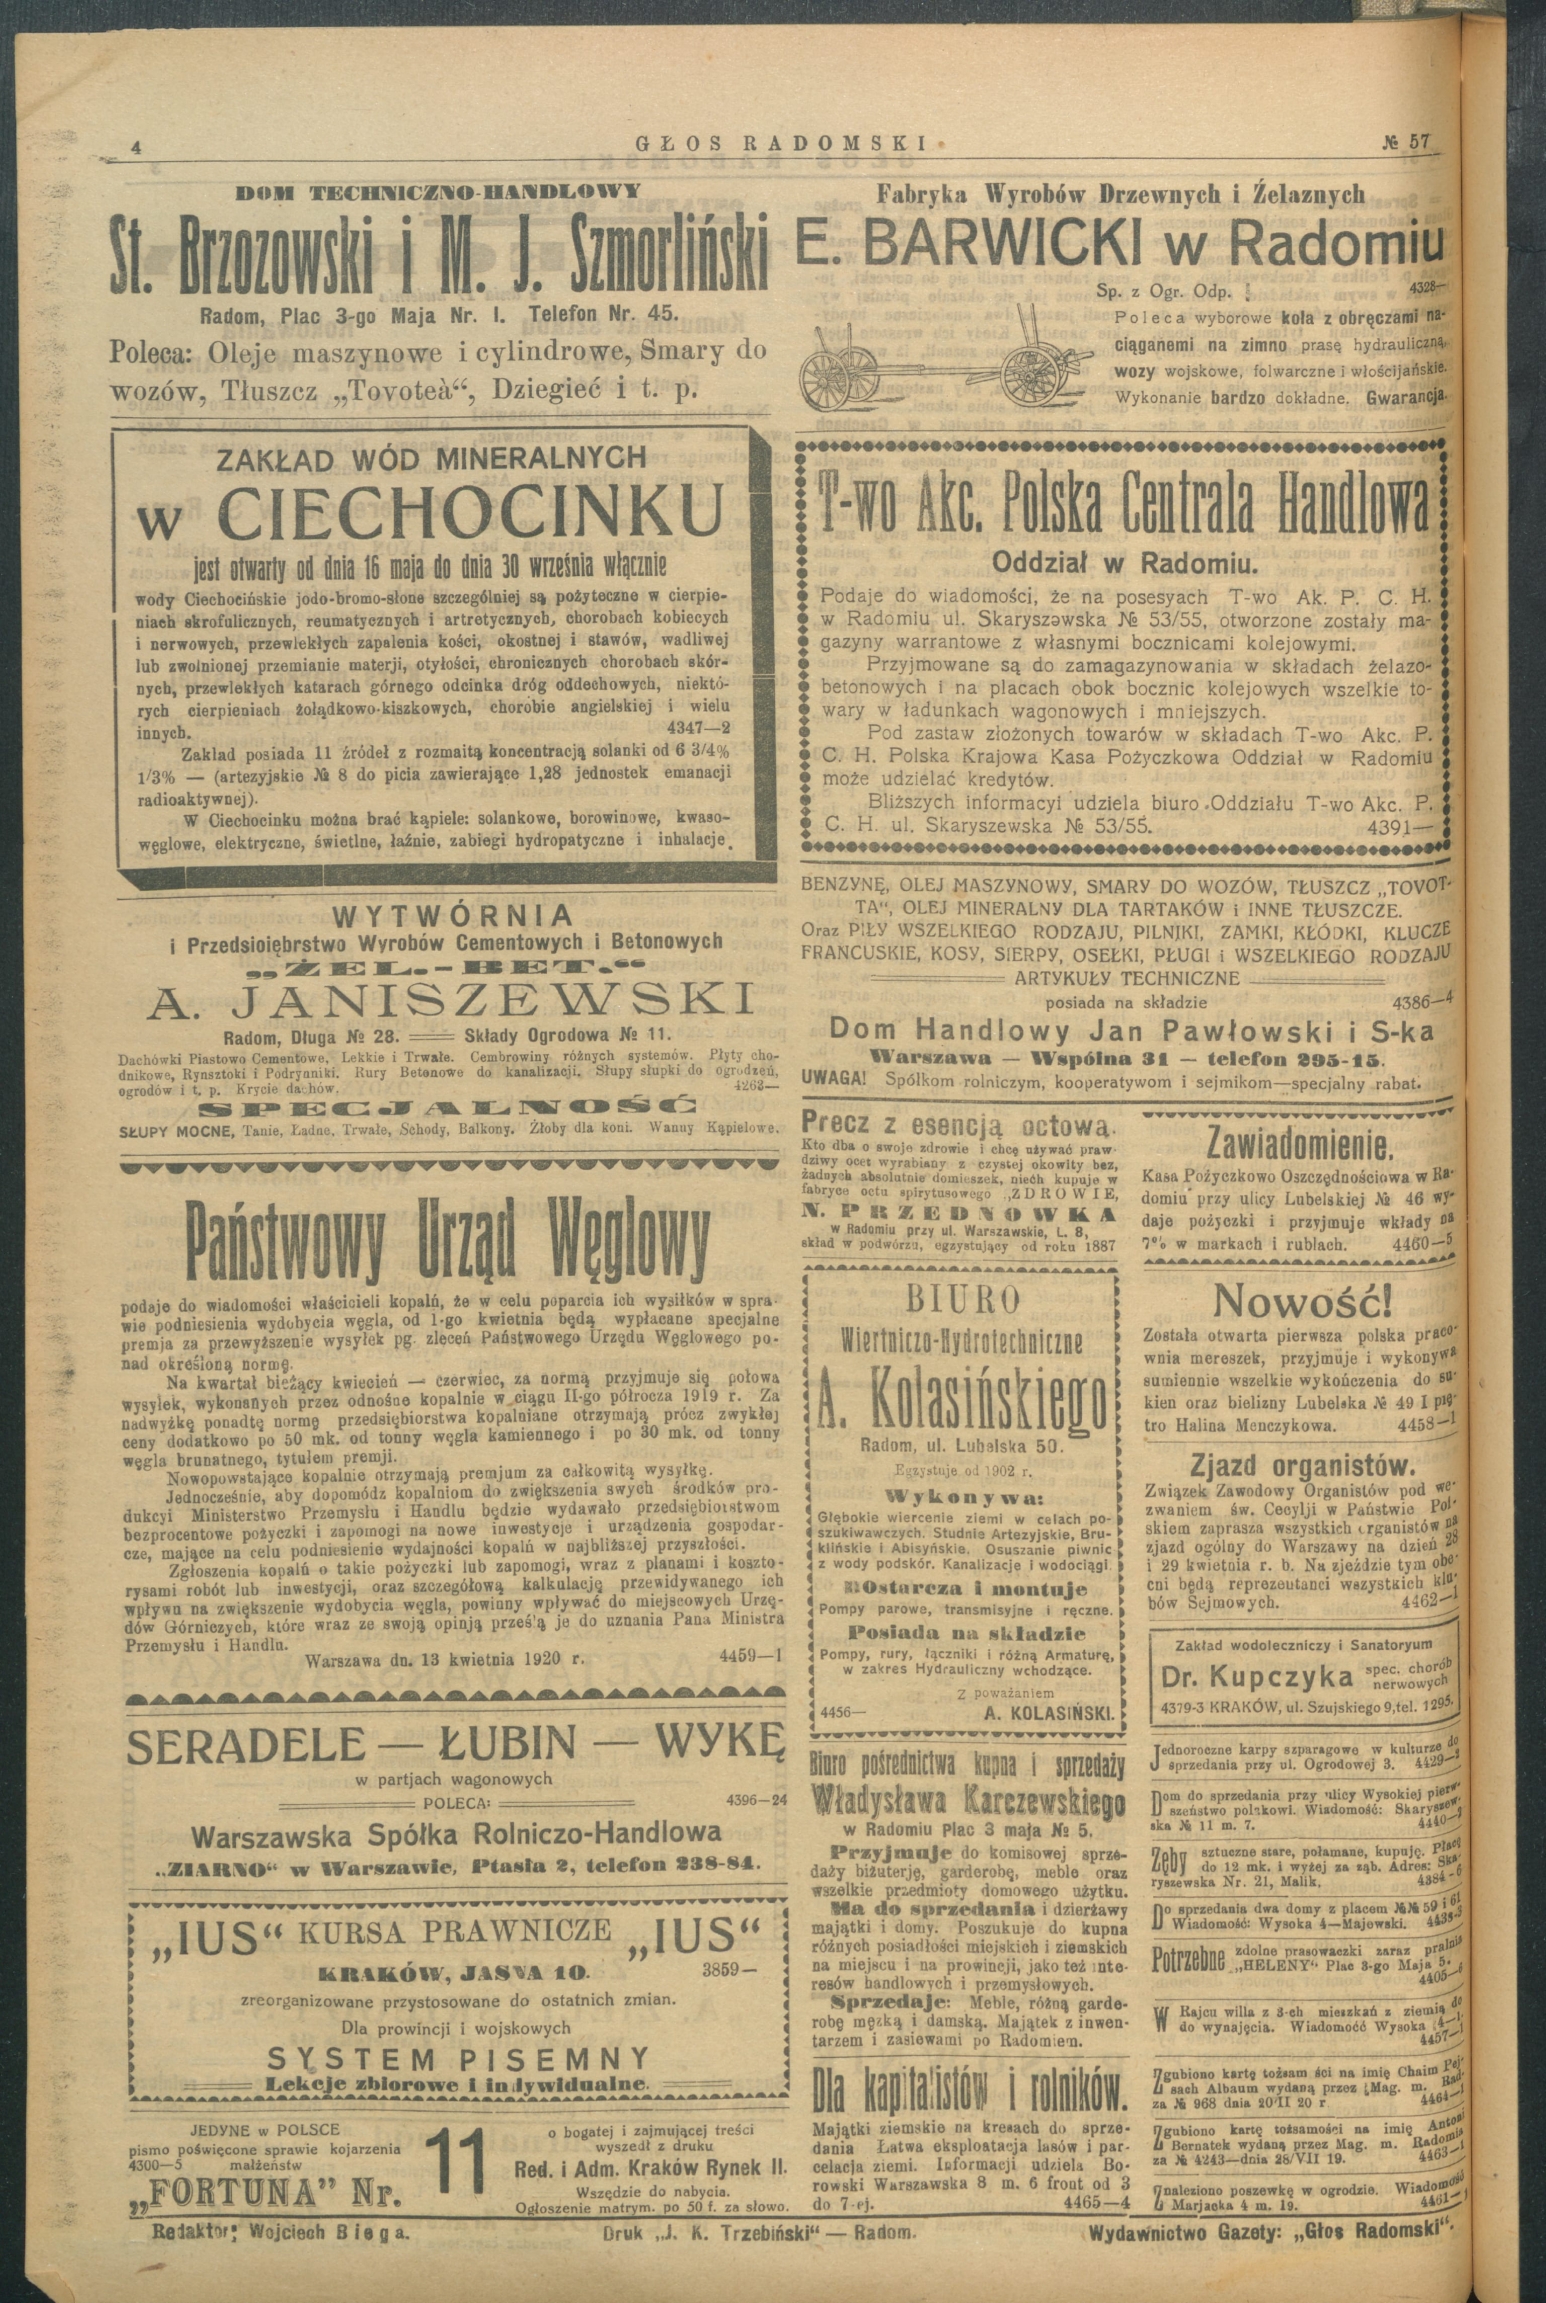 4
GŁOS RADOMSKI
№ 57
DOM TECHNICZNO-HANDLOWY
St. Brzozowski i M. J. Szmorliński
Radom, Plac 3-go Maja Nr. I. Telefon Nr. 45.
Poleca: Oleje maszynowe i cylindrowe, Smary do
wozów, Tłuszcz „Tovoteà“, Dziegieć i t. p.
ZAKŁAD WÓD MINERALNYCH
w CIECHOCINKU
jest otwarty od dnia 16 maja do dnia 30 września włącznie
wody Ciechocińskie jodo-bromo-słone szczególniej są pożyteczne w cierpie-
niach skrofulicznych, reumatycznych i artretycznych, chorobach kobiecych
i nerwowych, przewlekłych zapalenia kości, okostnej i stawów, wadliwej
lub zwolnionej przemianie materji, otyłości, chronicznych chorobach skór-
nych, przewlekłych katarach górnego odcinka dróg oddechowych, niektó-
rych cierpieniach żołądkowo-kiszkowych, chorobie angielskiej i wielu
innych. 4347—2
Zakład posiada 11 źródeł z rozmaitą koncentracją solanki od 6 3/4%
1/3% — (artezyjskie № 8 do picia zawierające 1,28 jednostek emanacji
radioaktywnej).
W Ciechocinku można brać kąpiele: solankowe, borowinowe, kwaso-
węglowe, elektryczne, świetlne, łaźnie, zabiegi hydropatyczne i inhalacje.
WYTWÓRNIA
i Przedsioiębrstwo Wyrobów Cementowych i Betonowych
„ŻEL.-BET.“
A. JANISZEWSKI
Radom, Długa № 28. Składy Ogrodowa № 11.
Dachówki Piastowo Cementowe, Lekkie i Trwałe. Cembrowiny różnych systemów. Płyty cho-
dnikowe, Rynsztoki i Podryaniki. Rury Betonowe do kanalizacji. Słupy słupki do ogrodzeń,
ogrodów i t. p. Krycie dachów. 4263—
SPECJALNOŚĆ
SŁUPY MOCNE, Tanie, Ładne, Trwałe, Schody, Balkony. Żłoby dla koni. Wanny Kąpielowe.
Państwowy Urząd Węglowy
podaje do wiadomości właścicieli kopalń, że w celu poparcia ich wysiłków w spra-
wie podniesienia wydobycia węgla, od 1-go kwietnia będą wypłacane specjalne
premja za przewyższenie wysyłek pg. zleceń Państwowego Urzędu Węglowego po-
nad określoną normę.
Na kwartał bieżący kwiecień — czerwiec, za normą przyjmuje się połowa
wysyłek, wykonanych przez odnośne kopalnie w ciągu II-go półrocza 1919 r. Za
nadwyżkę ponadtę normę przedsiębiorstwa kopalniane otrzymają prócz zwykłej
ceny dodatkowo po 50 mk. od tonny węgla kamiennego i po 30 mk. od tonny
węgla brunatnego, tytułem premji.
Nowopowstające kopalnie otrzymają premjum za całkowitą wysyłkę.
Jednocześnie, aby dopomódz kopalniom do zwiększenia swych środków pro-
dukcyi Ministerstwo Przemysłu i Handlu będzie wydawało przedsiębiorstwom
bezprocentowe pożyczki i zapomogi na nowe inwestycje i urządzenia gospodar-
cze, mające na celu podniesienie wydajności kopalń w najbliższej przyszłości.
Zgłoszenia kopalń o takie pożyczki lub zapomogi, wraz z planami i koszto-
rysami robót lub inwestycji, oraz szczegółową kalkulację przewidywanego ich
wpływu na zwiększenie wydobycia węgla, powinny wpływać do miejscowych Urzę-
dów Górniczych, które wraz ze swoją opinją prześlą je do uznania Pana Ministra
Przemysłu i Handlu.
Warszawa dn. 13 kwietnia 1920 r. 4459—1
SERADELE — ŁUBIN — WYKĘ
w partjach wagonowych
POLECA: 4396—24
Warszawska Spółka Rolniczo-Handlowa
„ZIARNO“ w Warszawie, Ptasia 2, telefon 238-84.
„IUS“ KURSA PRAWNICZE „IUS“
KRAKÓW, JASNA 10. 3859—
zreorganizowane przystosowane do ostatnich zmian.
Dla prowincji i wojskowych
SYSTEM PISEMNY
Lekcje zbiorowe i indywidualne.
JEDYNE w POLSCE
pismo poświęcone sprawie kojarzenia
4300—5 małżeństw
„FORTUNA” Nr. 11
o bogatej i zajmującej treści
wyszedł z druku
Red. i Adm. Kraków Rynek II.
Wszędzie do nabycia.
Ogłoszenie matrym. po 50 f. za słowo.
Fabryka Wyrobów Drzewnych i Żelaznych
E. BARWICKI w Radomiu
Sp. z Ogr. Odp. 4328—
Poleca wyborowe koła z obręczami na-
ciąganemi na zimno prasę hydrauliczną,
wozy wojskowe, folwarczne i włościjańskie.
Wykonanie bardzo dokładne. Gwarancja.
T-wo Akc. Polska Centrala Handlowa
Oddział w Radomiu.
Podaje do wiadomości, że na posesyach T-wo Ak. P. C. H.
w Radomiu ul. Skaryszewska № 53/55, otworzone zostały ma-
gazyny warrantowe z własnymi bocznicami kolejowymi.
Przyjmowane są do zamagazynowania w składach żelazo-
betonowych i na placach obok bocznic kolejowych wszelkie to-
wary w ładunkach wagonowych i mniejszych.
Pod zastaw złożonych towarów w składach T-wo Akc. P.
C. H. Polska Krajowa Kasa Pożyczkowa Oddział w Radomiu
może udzielać kredytów.
Bliższych informacyi udziela biuro Oddziału T-wo Akc. P.
C. H. ul. Skaryszewska № 53/55. 4391—
BENZYNĘ, OLEJ MASZYNOWY, SMARY DO WOZÓW, TŁUSZCZ „TOVOT-
TA“, OLEJ MINERALNY DLA TARTAKÓW i INNE TŁUSZCZE.
Oraz PIŁY WSZELKIEGO RODZAJU, PILNIKI, ZAMKI, KŁÓDKI, KLUCZE
FRANCUSKIE, KOSY, SIERPY, OSEŁKI, PŁUGI i WSZELKIEGO RODZAJU
ARTYKUŁY TECHNICZNE
posiada na składzie 4386—4
Dom Handlowy Jan Pawłowski i S-ka
Warszawa — Wspólna 31 — telefon 295-15.
UWAGA! Spółkom rolniczym, kooperatywom i sejmikom—specjalny rabat.
Precz z esencją octową.
Kto dba o swoje zdrowie i chcę używać praw-
dziwy ocet wyrabiany z czystej okowity bez,
żadnych absolutnie domieszek, niech kupuje w
fabryce octu spirytusowego „ZDROWIE,
N. PRZEDNOWKA
w Radomiu przy ul. Warszawskie, L. 8,
skład w podwórzu, egzystujący od roku 1887
BIURO
Wiertniczo-Hydrotechniczne
A. Kolasińskiego
Radom, ul. Lubelska 50.
Egzystuje od 1902 r.
Wykonywa:
Głębokie wiercenie ziemi w celach po-
szukiwawczych. Studnie Artezyjskie, Bru-
klińskie i Abisyńskie. Osuszanie piwnic
z wody podskór. Kanalizacje i wodociągi.
Dostarcza i montuje
Pompy parowe, transmisyjne i ręczne.
Posiada na składzie
Pompy, rury, łączniki i różną Armaturę,
w zakres Hydrauliczny wchodzące.
Z poważaniem
4456— A. KOLASIŃSKI.
Biuro pośrednictwa kupna i sprzedaży
Władysława Karczewskiego
w Radomiu Plac 3 maja № 5.
Przyjmuje do komisowej sprze-
daży biżuterję, garderobę, meble oraz
wszelkie przedmioty domowego użytku.
Ma do sprzedania i dzierżawy
majątki i domy. Poszukuje do kupna
różnych posiadłości miejskich i ziemskich
na miejscu i na prowincji, jako też inte-
resów handlowych i przemysłowych.
Sprzedaje: Meble, różną garde-
robę męzką i damską. Majątek z inwen-
tarzem i zasiewami po Radomiem.
Dla kapitalistów i rolników.
Majątki ziemskie na kresach do sprze-
dania Łatwa eksploatacja lasów i par-
celacja ziemi. Informacji udziela Bo-
rowski Warszawska 8 m. 6 front od 3
do 7-ej. 4465—4
Zawiadomienie.
Kasa Pożyczkowo Oszczędnościowa w Ra-
domiu przy ulicy Lubelskiej № 46 wy-
daje pożyczki i przyjmuje wkłady na
7% w markach i rublach. 4460—5
Nowość!
Została otwarta pierwsza polska praco-
wnia mereszek, przyjmuje i wykonywa
sumiennie wszelkie wykończenia do su-
kien oraz bielizny Lubelska № 49 I pię-
tro Halina Menczykowa. 4458—1
Zjazd organistów.
Związek Zawodowy Organistów pod we-
zwaniem św. Cecylji w Państwie Pol-
skiem zaprasza wszystkich organistów na
zjazd ogólny do Warszawy na dzień 28
i 29 kwietnia r. b. Na zjeździe tym obe-
cni będą reprezentanci wszystkich klu-
bów Sejmowych. 4462—1
Zakład wodoleczniczy i Sanatoryum
Dr. Kupczyka spec. chorób
nerwowych
4379-3 KRAKÓW, ul. Szujskiego 9, tel. 1295.
Jednoroczne karpy szparagowe w kulturze do
sprzedania przy ul. Ogrodowej 3. 4429—
Dom do sprzedania przy ulicy Wysokiej pierw-
szeństwo polakowi. Wiadomość: Skaryszew-
ska № 11 m. 7. 4440—
Zęby sztuczne stare, połamane, kupuję. Płacę
do 12 mk. i wyżej za ząb. Adres: Ska-
ryszewska Nr. 21, Malik. 4384-6
Do sprzedania dwa domy z placem №№ 59 i 61
Wiadomość: Wysoka 4—Majowski.
Potrzebne zdolne prasowaczki zaraz pralnia
„HELENY“ Plac 3-go Maja 5.
4405—
W Rajcu willa z 3-ch mieszkań z ziemią do
do wynajęcia. Wiadomość Wysoka
4457—1
Zgubiono kartę tożsam ści na imię Chaim Pej-
sach Albaum wydaną przez Mag. m. Rad.
za № 968 dnia 20 II 20 r 4464—1
Zgubiono kartę tożsamości na imię Antoni
Bernatek wydaną przez Mag. m. Radomia
za № 4243—dnia 28/VII 19. 4463—1
Znaleziono poszewkę w ogrodzie. Wiadomość
Marjacka 4 m. 19. 4461—
Redaktor: Wojciech Biega.
Druk „J. K. Trzebiński“ — Radom.
Wydawnictwo Gazety: „Głos Radomski“.